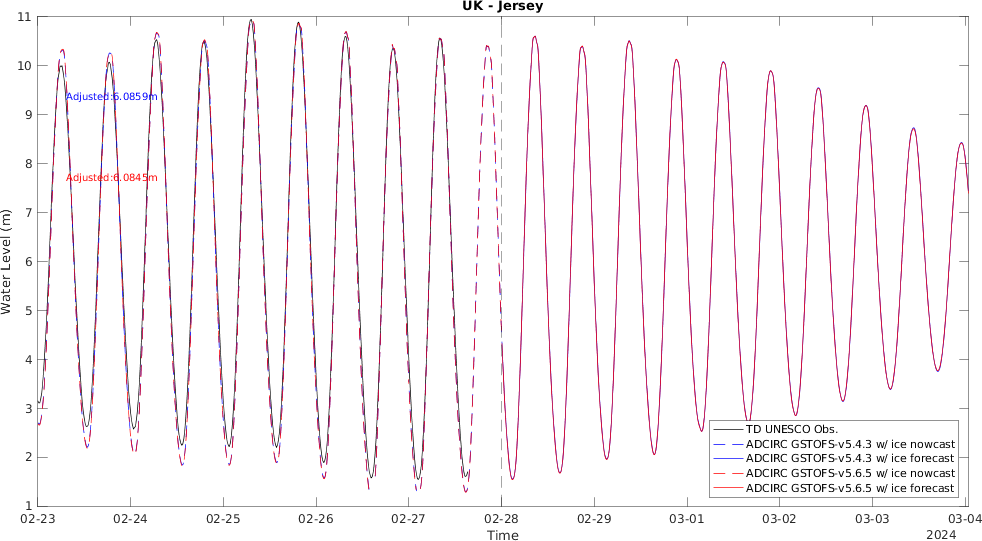 UK - Jersey
11
10
9
8
7
6
5
4
3
2
1
Water Level (m)
Adjusted:6.0859m
Adjusted:6.0845m
TD UNESCO Obs.
ADCIRC GSTOFS-v5.4.3 w/ ice nowcast
ADCIRC GSTOFS-v5.4.3 w/ ice forecast
ADCIRC GSTOFS-v5.6.5 w/ ice nowcast
ADCIRC GSTOFS-v5.6.5 w/ ice forecast
02-23 02-24 02-25 02-26 02-27 02-28 02-29 03-01 03-02 03-03 03-04
Time
2024